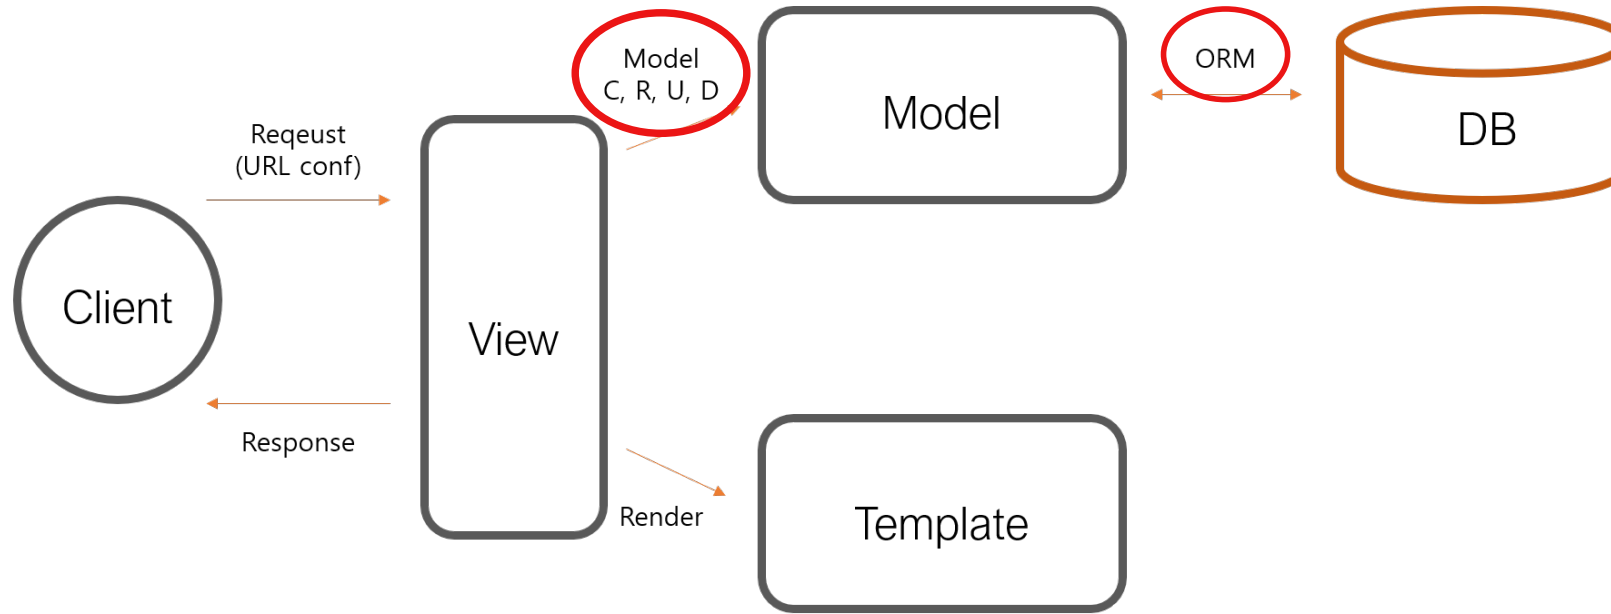 Model
C, R, U, D
Model
ORM
DB
Reqeust
(URL conf)
Client
View
Response
Render
Template